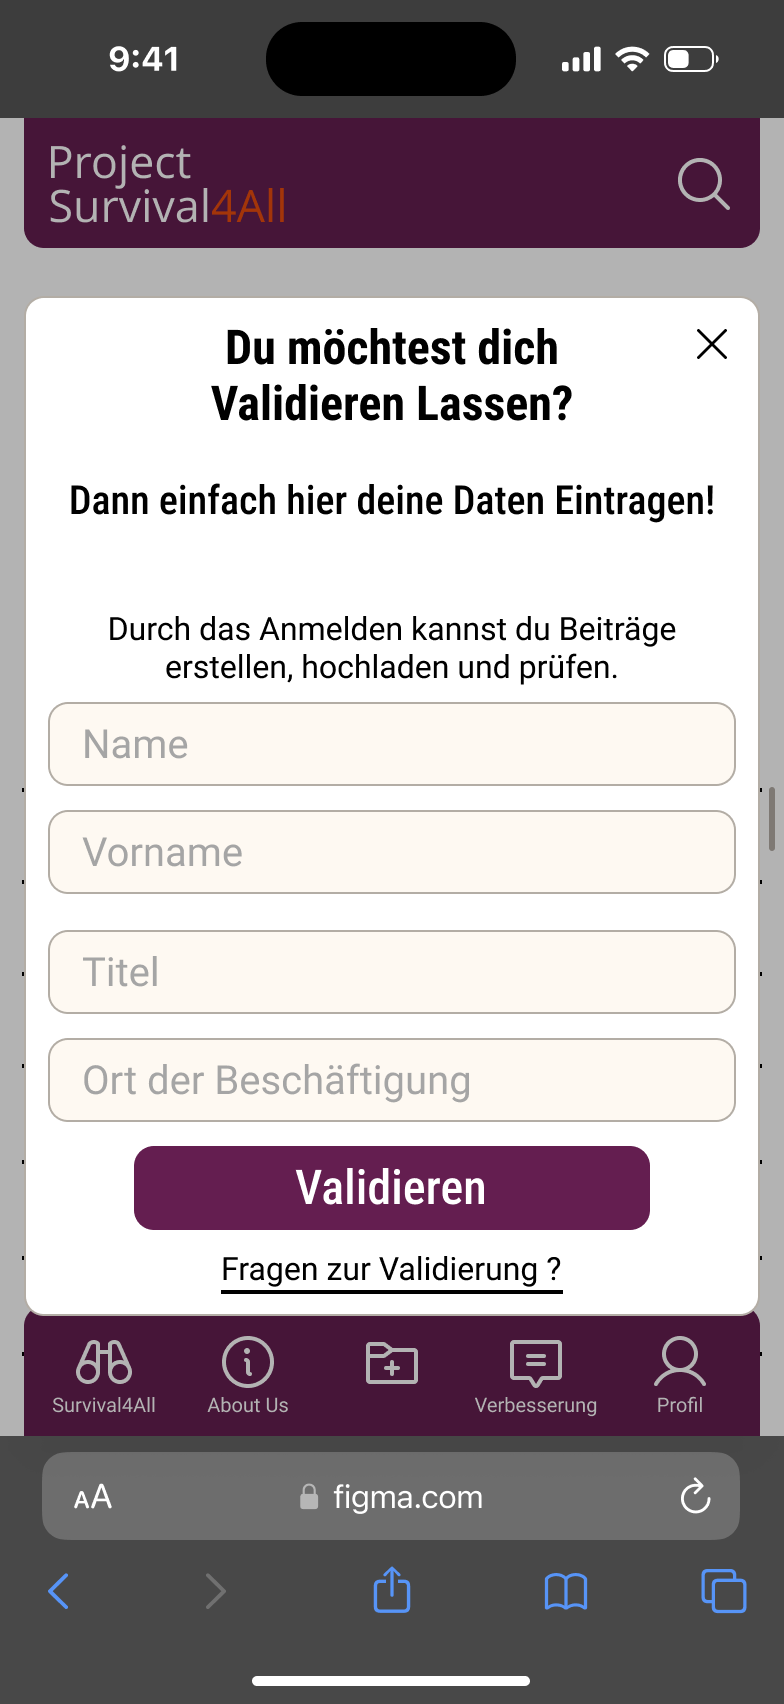 9:41
Project
Survival4All
Du möchtest dich
Validieren Lassen?
Dann einfach hier deine Daten Eintragen!
Durch das Anmelden kannst du Beiträge
erstellen, hochladen und prüfen.
Name
Vorname
Titel
Ort der Beschäftigung
Validieren
Fragen zur Validierung ?
Survival4All
About Us
Verbesserung
Profil
AA
figma.com